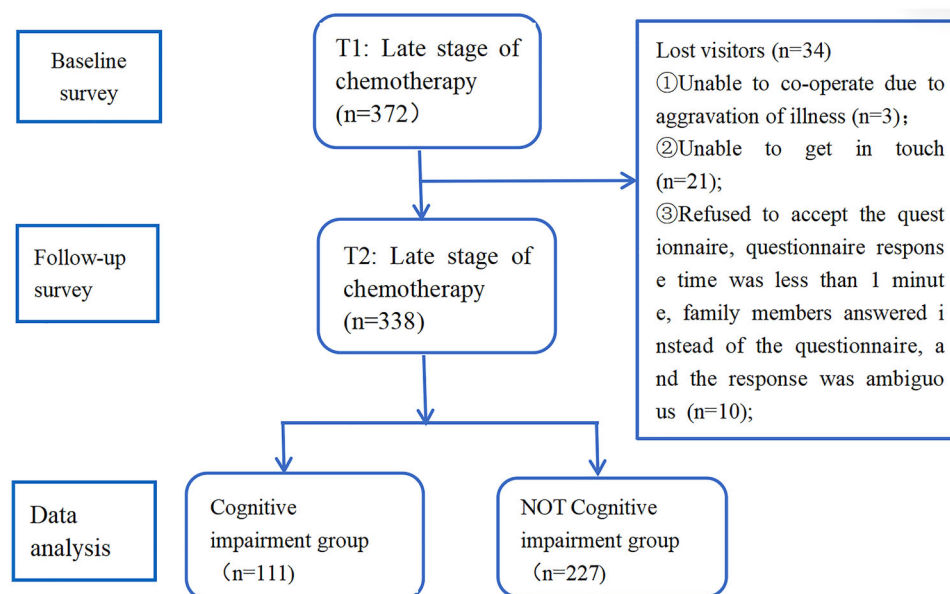 Baseline
survey
T1: Late stage of
chemotherapy
(n=372）
Lost visitors (n=34)
①Unable to co-operate due to
aggravation of illness (n=3)；
②Unable to get in touch
(n=21);
③Refused to accept the quest
ionnaire, questionnaire respons
e time was less than 1 minut
e, family members answered i
nstead of the questionnaire, a
nd the response was ambiguo
us (n=10);
Follow-up
survey
T2: Late stage of
chemotherapy
(n=338)
Data
analysis
Cognitive
impairment group
（n=111)
NOT Cognitive
impairment group
（n=227)